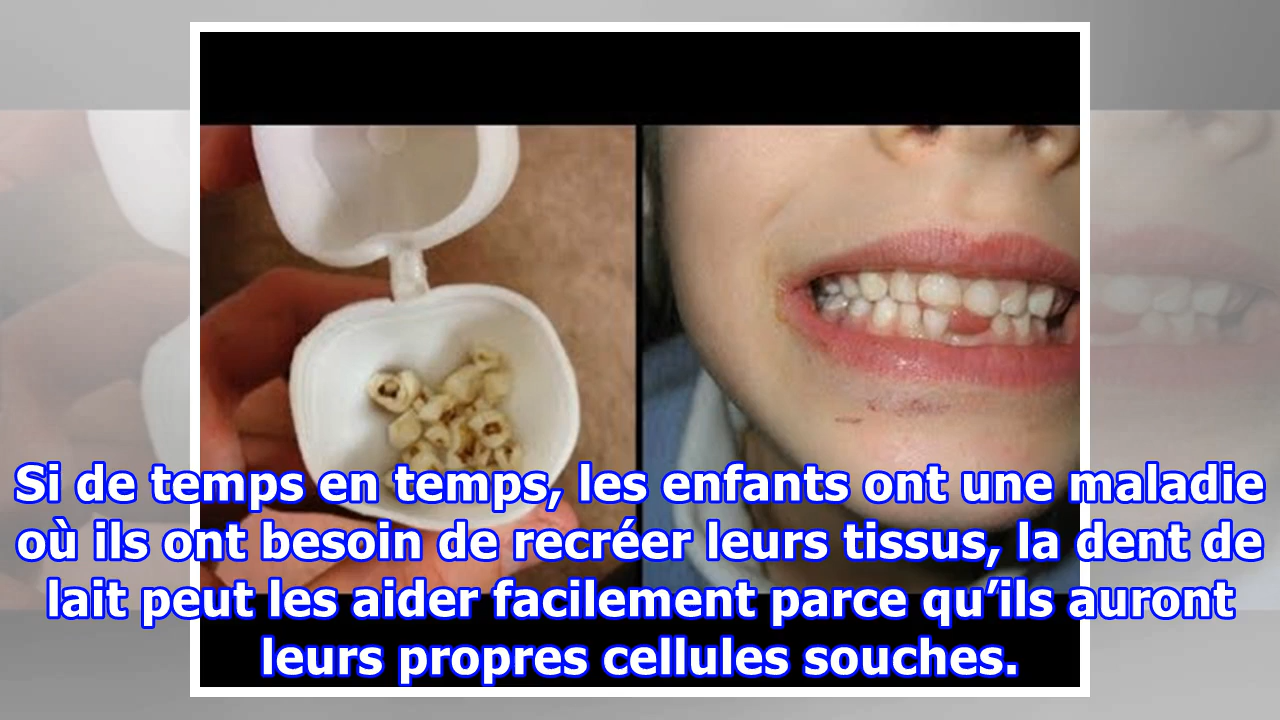 Si de temps en temps, les enfants ont une maladie
où ils ont besoin de recréer leurs tissus, la dent de
lait peut les aider facilement parce qu’ils auront
leurs propres cellules souches.